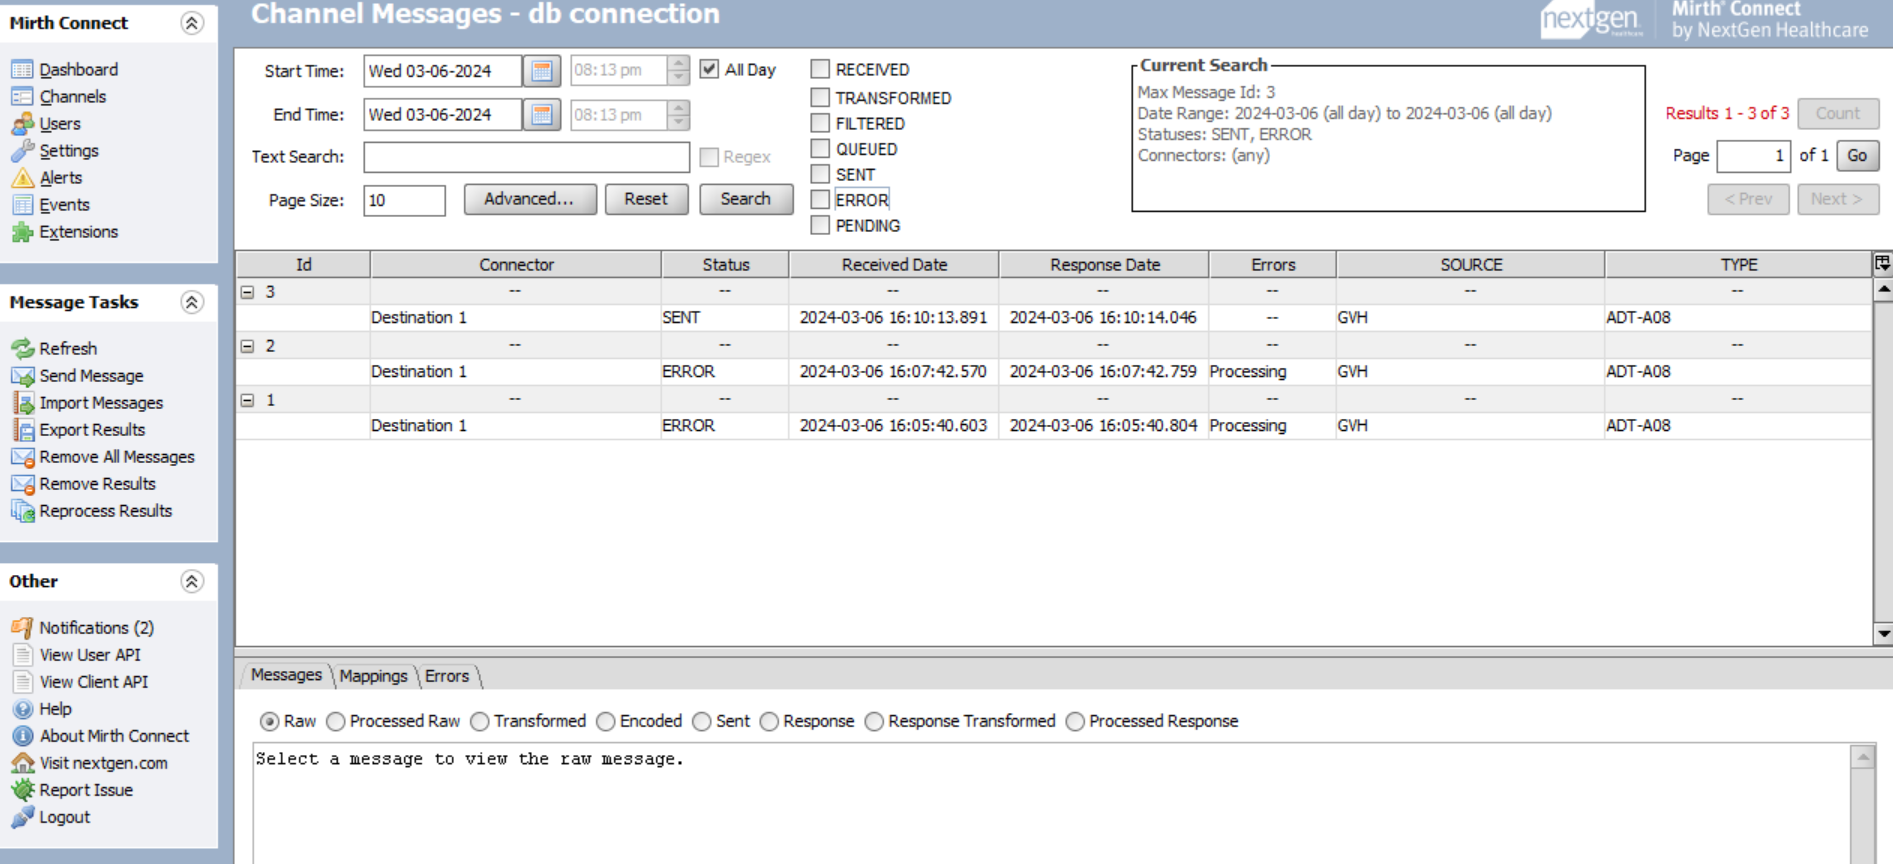 Mirth Connect
Dashboard
Channels
Users
Settings
Alerts
Events
Extensions
Message Tasks
Refresh
Send Message
Import Messages
Export Results
Remove All Messages
Remove Results
Reprocess Results
Other
Notifications (2)
View User API
View Client API
Help
About Mirth Connect
Visit nextgen.com
Report Issue
Logout
Channel Messages - db connection
nextgen
healthcare
Mirth® Connect
by NextGen Healthcare
Start Time: Wed 03-06-2024 08:13 pm All Day
End Time: Wed 03-06-2024 08:13 pm
Text Search: Regex
Page Size: 10 Advanced... Reset Search
RECEIVED
TRANSFORMED
FILTERED
QUEUED
SENT
ERROR
PENDING
Current Search
Max Message Id: 3
Date Range: 2024-03-06 (all day) to 2024-03-06 (all day)
Statuses: SENT, ERROR
Connectors: (any)
Results 1 - 3 of 3 Count
Page 1 of 1 Go
< Prev Next >
Id Connector Status Received Date Response Date Errors SOURCE TYPE
3 -- -- -- -- -- -- --
Destination 1 SENT 2024-03-06 16:10:13.891 2024-03-06 16:10:14.046 -- GVH ADT-A08
2 -- -- -- -- -- -- --
Destination 1 ERROR 2024-03-06 16:07:42.570 2024-03-06 16:07:42.759 Processing GVH ADT-A08
1 -- -- -- -- -- -- --
Destination 1 ERROR 2024-03-06 16:05:40.603 2024-03-06 16:05:40.804 Processing GVH ADT-A08
Messages Mappings Errors
Raw Processed Raw Transformed Encoded Sent Response Response Transformed Processed Response
Select a message to view the raw message.